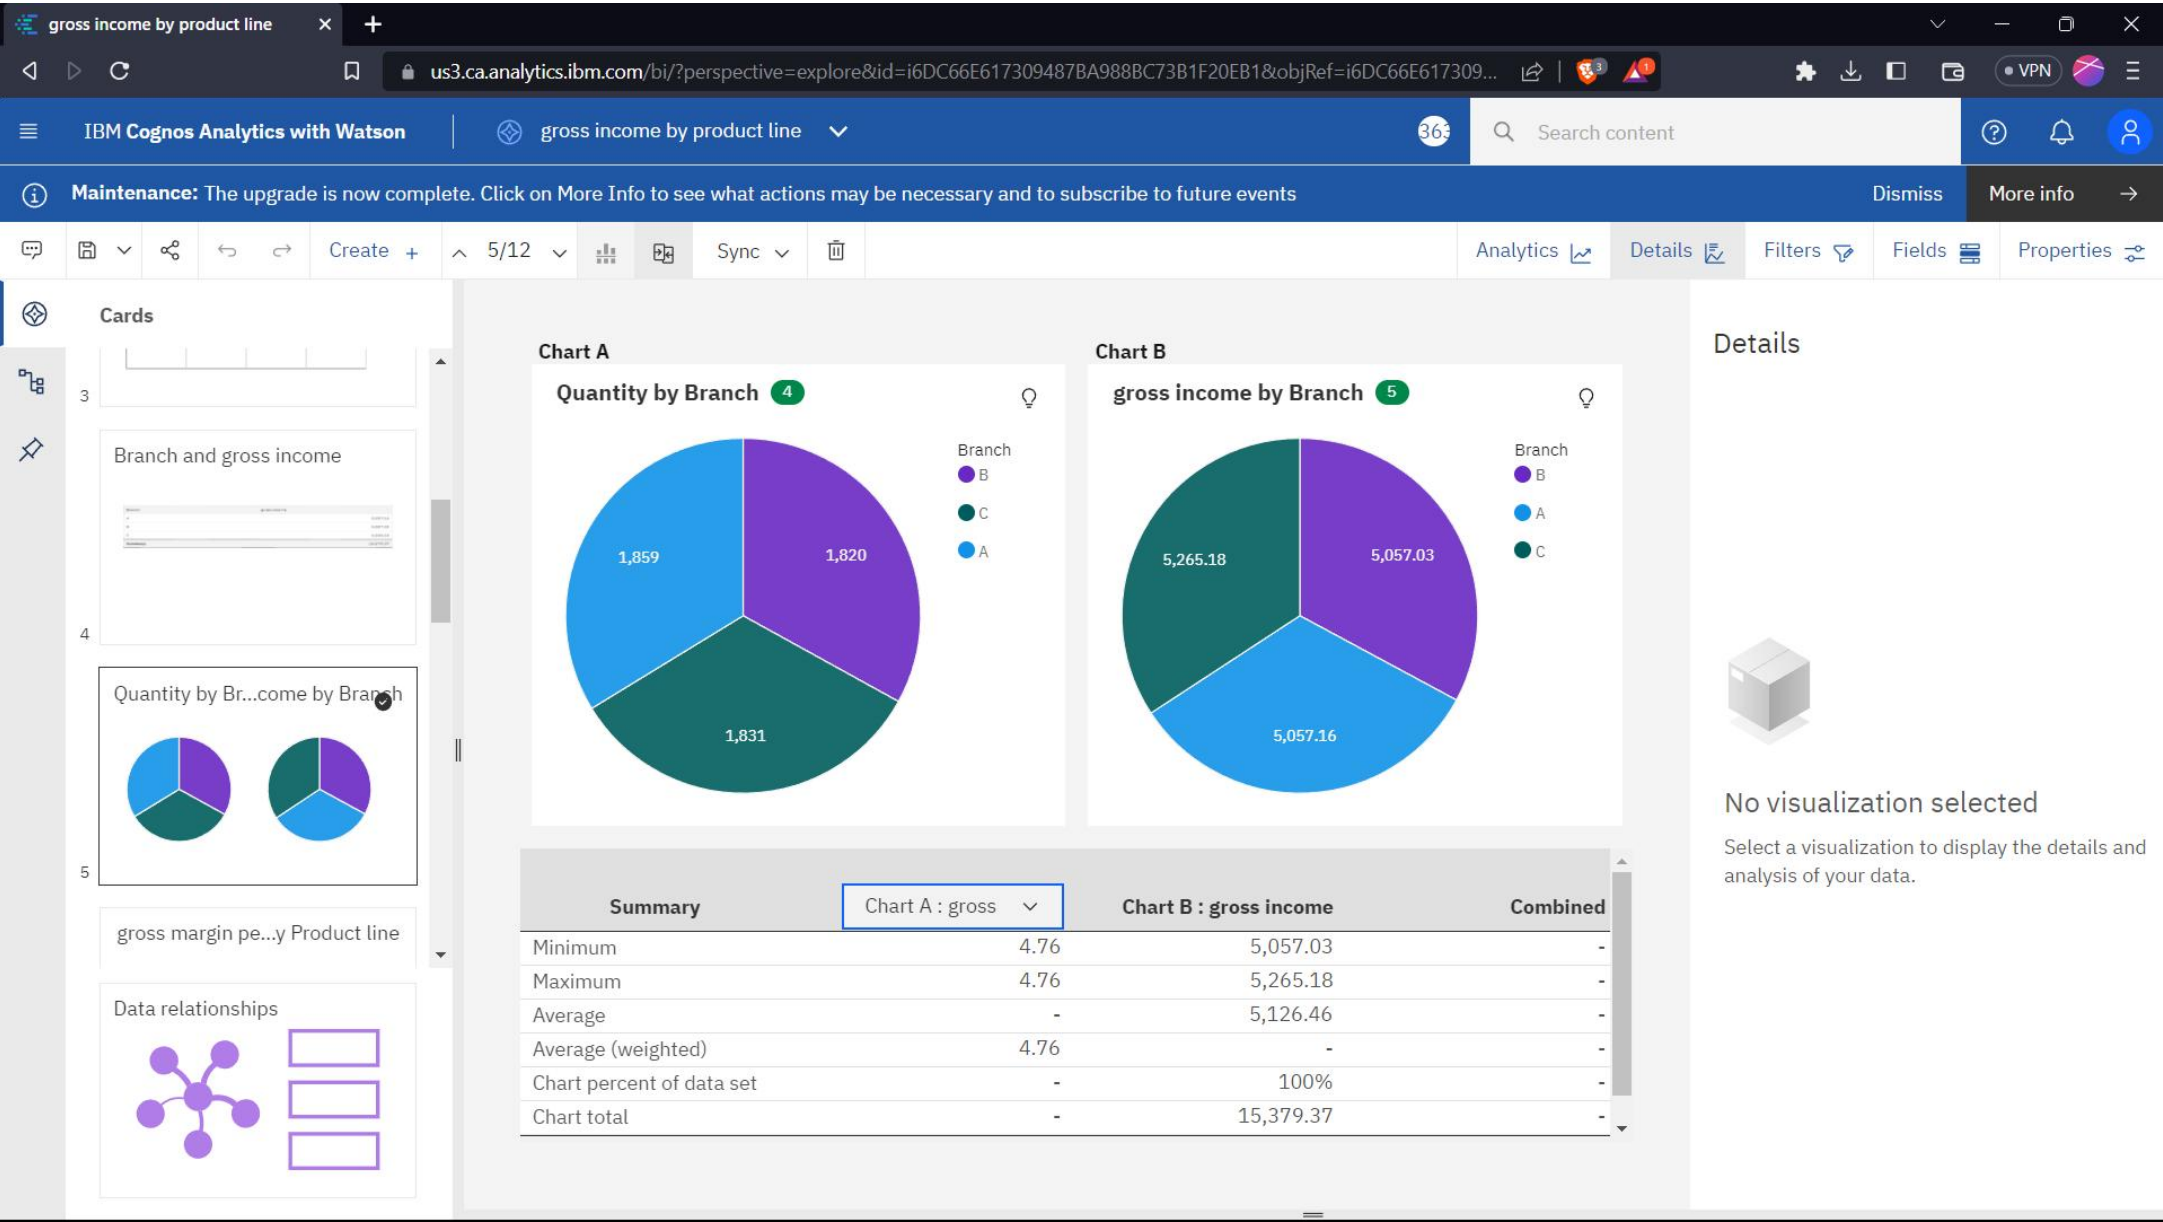 gross income by product line
us3.ca.analytics.ibm.com/bi/?perspective=explore&id=i6DC66E617309487BA988BC73B1F20EB1&objRef=i6DC66E617309...
3
1
VPN
IBM Cognos Analytics with Watson
gross income by product line
363
Search content
Maintenance: The upgrade is now complete. Click on More Info to see what actions may be necessary and to subscribe to future events
Dismiss
More info
Create +
5/12
Sync
Analytics
Details
Filters
Fields
Properties
Cards
3
Branch and gross income
4
Quantity by Br...come by Branch
5
gross margin pe...y Product line
Data relationships
Chart A
Quantity by Branch 4
Branch
B
C
A
1,859
1,820
1,831
Chart B
gross income by Branch 5
Branch
B
A
C
5,265.18
5,057.03
5,057.16
Summary Chart A : gross Chart B : gross income Combined
Minimum 4.76 5,057.03 -
Maximum 4.76 5,265.18 -
Average - 5,126.46 -
Average (weighted) 4.76 - -
Chart percent of data set - 100% -
Chart total - 15,379.37 -
Details
No visualization selected
Select a visualization to display the details and
analysis of your data.